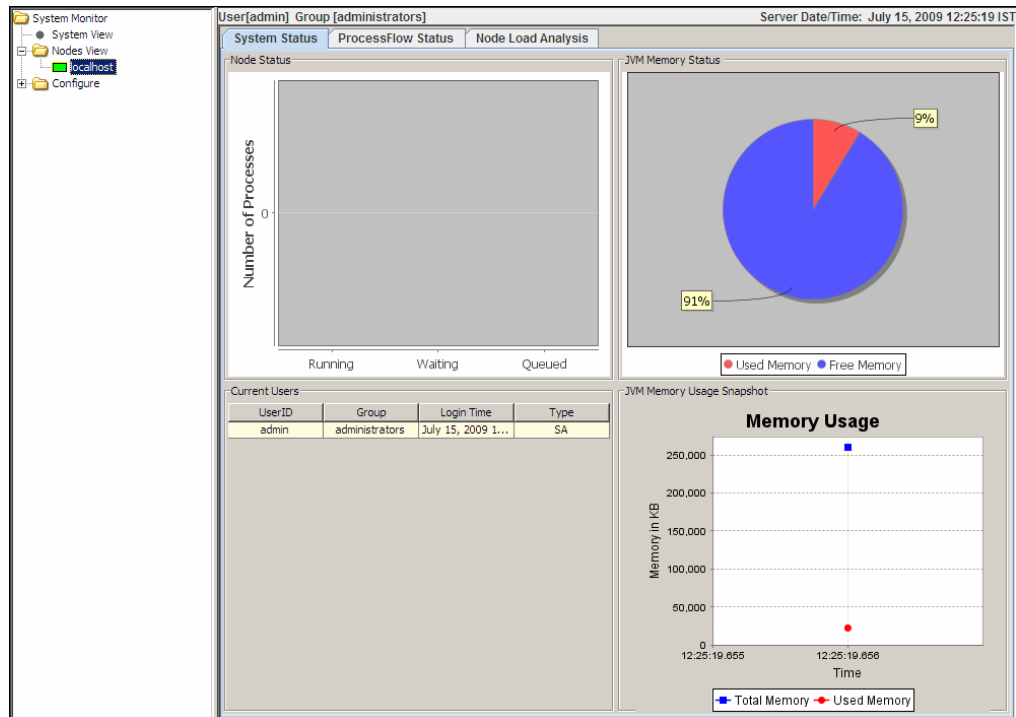 System Monitor
System View
Nodes View
localhost
Configure
User[admin] Group [administrators]
Server Date/Time: July 15, 2009 12:25:19 IST
System Status
ProcessFlow Status
Node Load Analysis
Node Status
Number of Processes
0
Running Waiting Queued
JVM Memory Status
9%
91%
Used Memory Free Memory
Current Users
UserID Group Login Time Type
admin administrators July 15, 2009 1... SA
JVM Memory Usage Snapshot
Memory Usage
Memory in KB
250,000
200,000
150,000
100,000
50,000
0
12:25:19.655 12:25:19.656
Time
Total Memory Used Memory